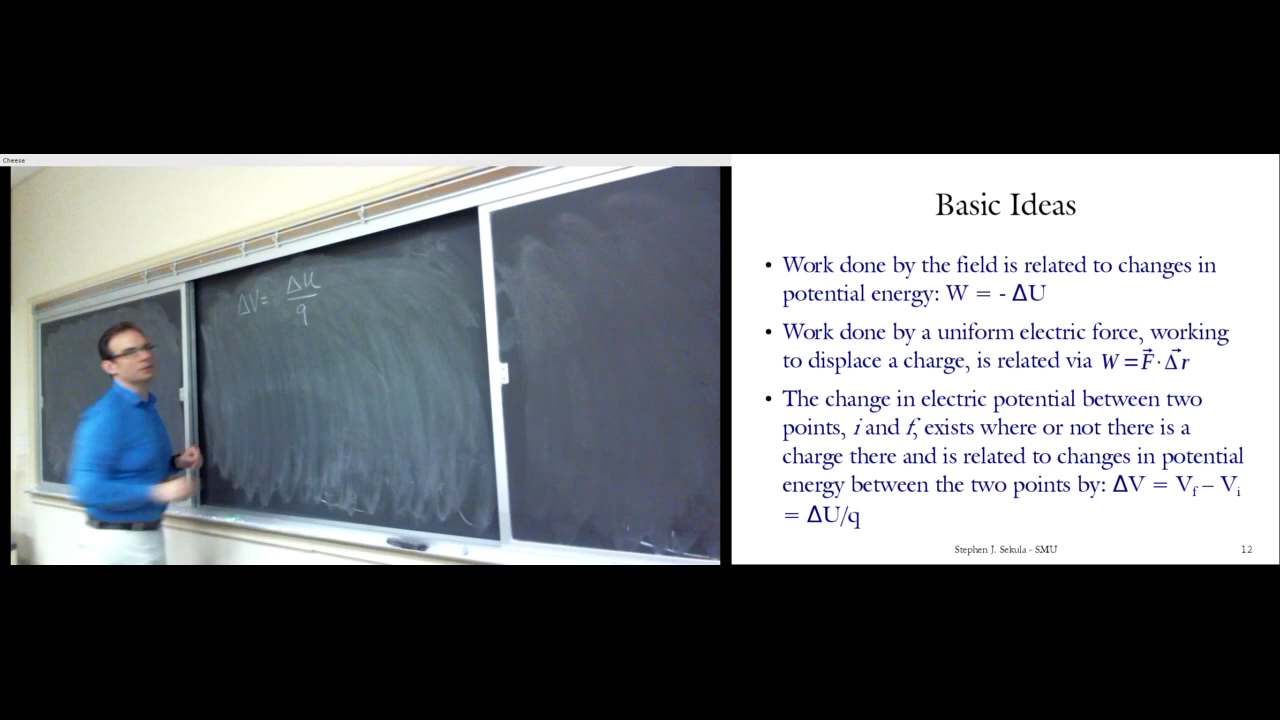 Cheese
ΔV = ΔU/q
Basic Ideas
• Work done by the field is related to changes in
potential energy: W = - ΔU
• Work done by a uniform electric force, working
to displace a charge, is related via W = F⃗ · Δ⃗r
• The change in electric potential between two
points, i and f, exists where or not there is a
charge there and is related to changes in potential
energy between the two points by: ΔV = Vf – Vi
= ΔU/q
Stephen J. Sekula - SMU
12